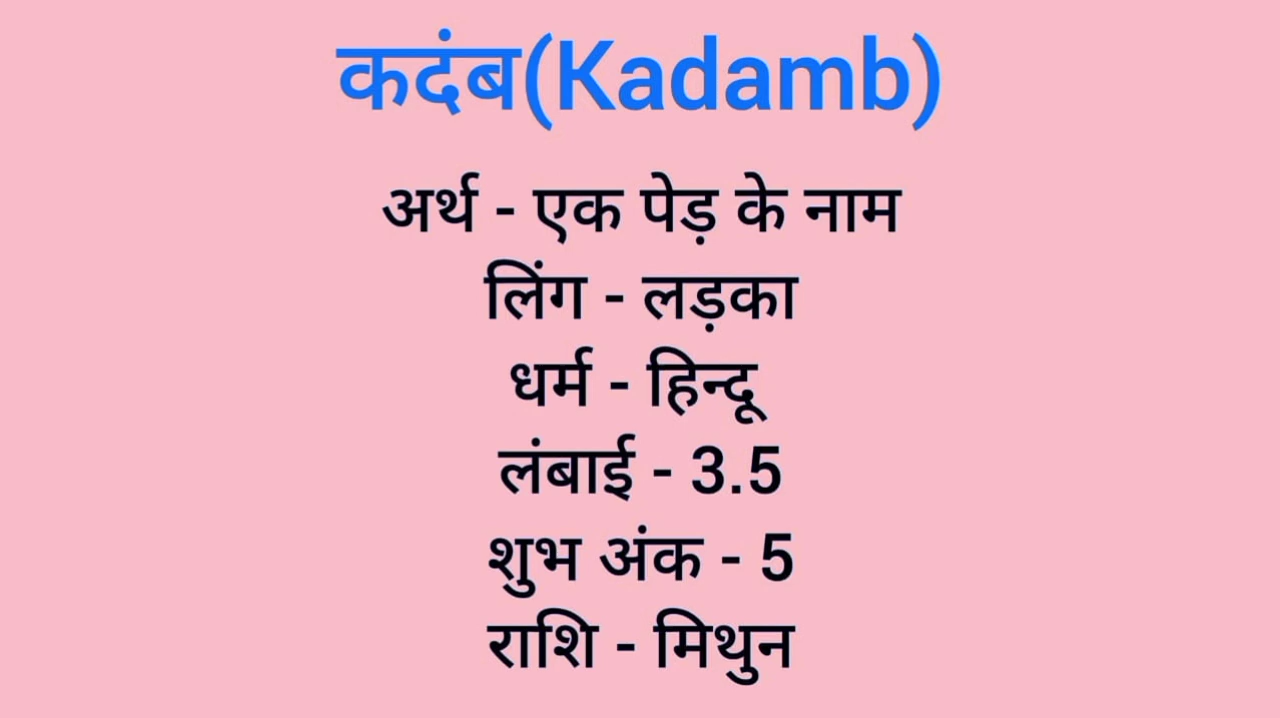 कदंब(Kadamb)
अर्थ - एक पेड़ के नाम
लिंग - लड़का
धर्म - हिन्दू
लंबाई - 3.5
शुभ अंक - 5
राशि - मिथुन